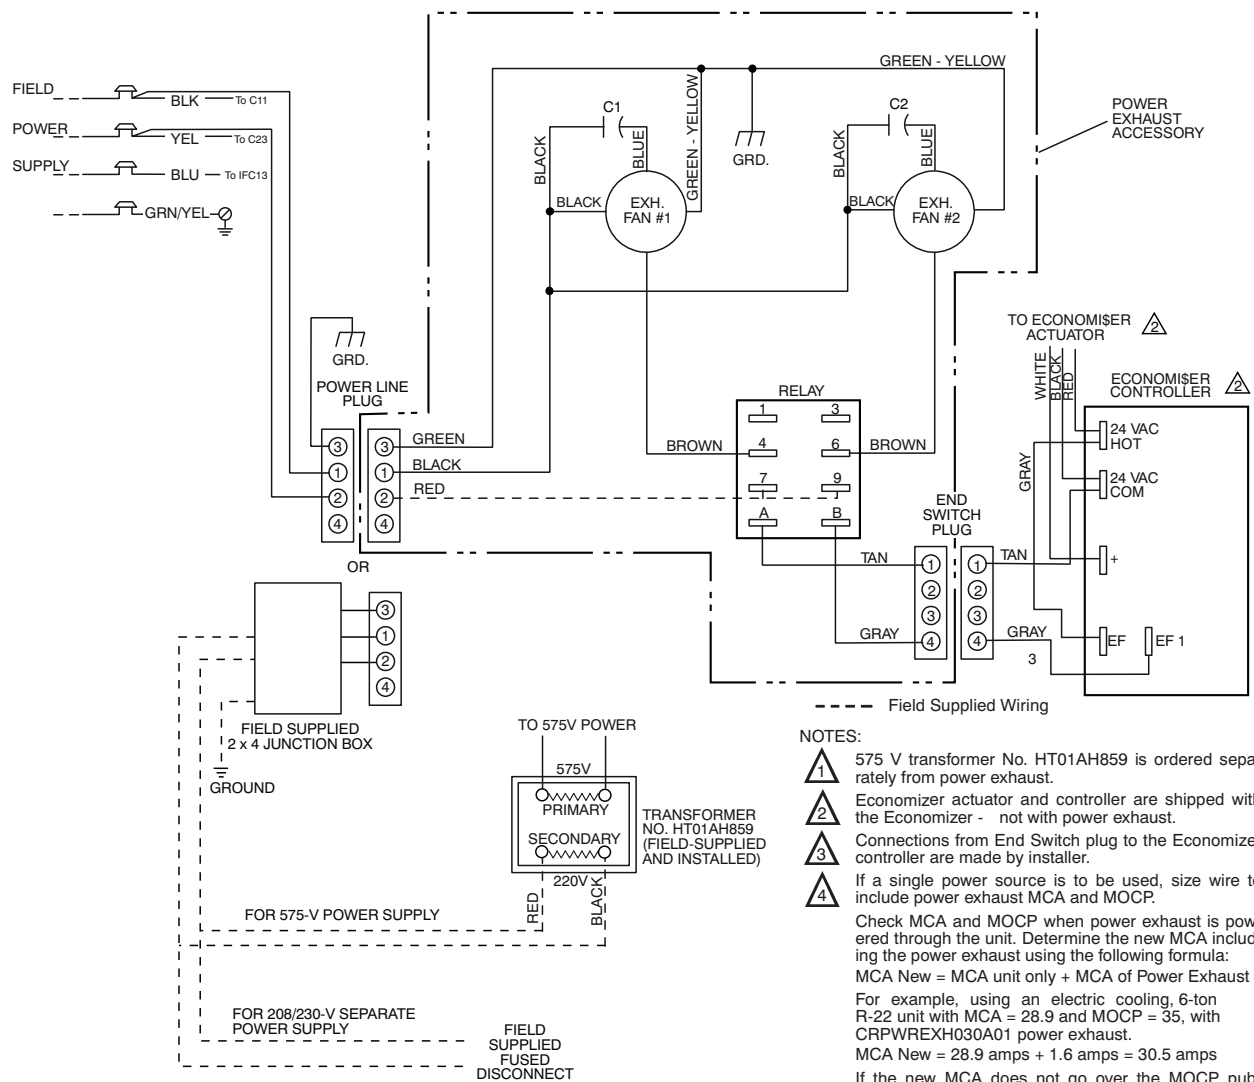 FIELD
BLK
To C11
POWER
YEL
To C23
SUPPLY
BLU
To IFC13
GRN/YEL
GREEN - YELLOW
C1
C2
BLACK
BLUE
GREEN - YELLOW
GRD.
BLACK
BLUE
POWER
EXHAUST
ACCESSORY
BLACK
EXH.
FAN #1
BLACK
EXH.
FAN #2
GRD.
POWER LINE
PLUG
3
1
2
4
3
1
2
4
GREEN
BLACK
RED
RELAY
1
3
4
6
7
9
A
B
BROWN
BROWN
TAN
GRAY
END
SWITCH
PLUG
1
2
3
4
1
2
3
4
TAN
GRAY
3
TO ECONOMI$ER
ACTUATOR
2
WHITE
BLACK
RED
GRAY
ECONOMI$ER
CONTROLLER
2
24 VAC
HOT
24 VAC
COM
+
EF
EF 1
OR
3
1
2
4
FIELD SUPPLIED
2 x 4 JUNCTION BOX
GROUND
TO 575V POWER
575V
PRIMARY
SECONDARY
220V
TRANSFORMER
NO. HT01AH859
(FIELD-SUPPLIED
AND INSTALLED)
RED
BLACK
FOR 575-V POWER SUPPLY
FOR 208/230-V SEPARATE
POWER SUPPLY
FIELD
SUPPLIED
FUSED
DISCONNECT
Field Supplied Wiring
NOTES:
1
575 V transformer No. HT01AH859 is ordered sepa
rately from power exhaust.
2
Economizer actuator and controller are shipped with
the Economizer - not with power exhaust.
3
Connections from End Switch plug to the Economize
controller are made by installer.
4
If a single power source is to be used, size wire t
include power exhaust MCA and MOCP.
Check MCA and MOCP when power exhaust is pow
ered through the unit. Determine the new MCA includ
ing the power exhaust using the following formula:
MCA New = MCA unit only + MCA of Power Exhaust
For example, using an electric cooling, 6-ton
R-22 unit with MCA = 28.9 and MOCP = 35, with
CRPWREXH030A01 power exhaust.
MCA New = 28.9 amps + 1.6 amps = 30.5 amps
If the new MCA does not go over the MOCP pub